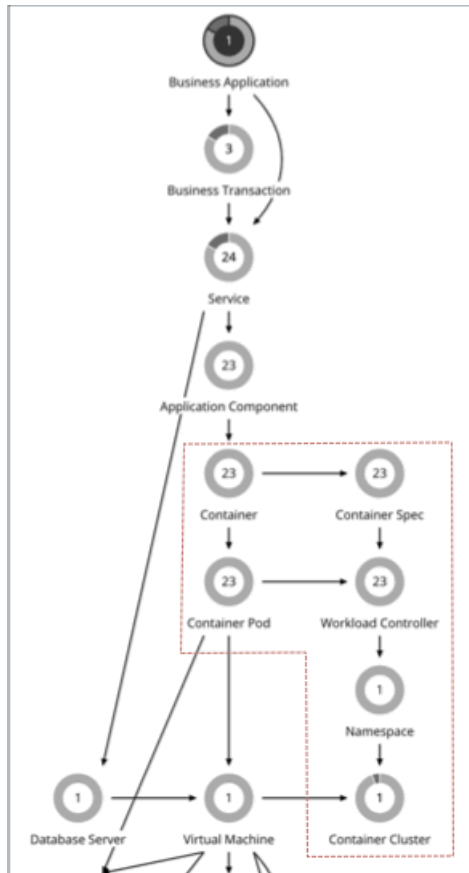 1
Business Application
3
Business Transaction
24
Service
23
Application Component
23 23
Container Container Spec
23 23
Container Pod Workload Controller
1
Namespace
1 1 1
Database Server Virtual Machine Container Cluster